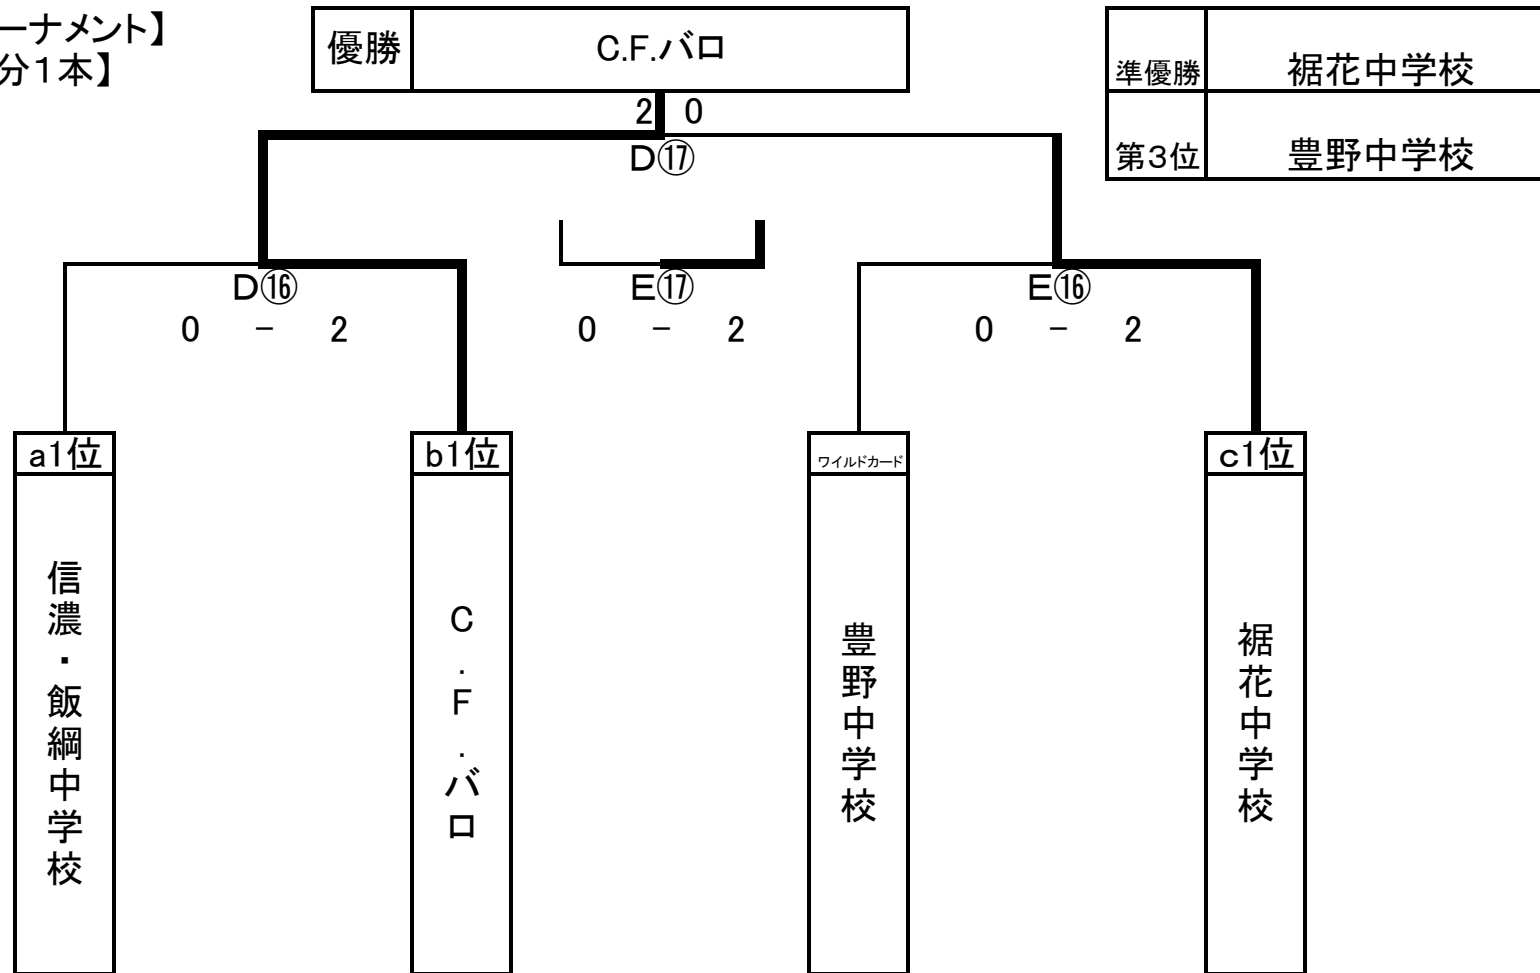 ーナメント】
分１本】
優勝 C.F.バロ
準優勝 裾花中学校
第3位 豊野中学校
2 0
D⑰
D⑯
0 － 2
E⑰
0 － 2
E⑯
0 － 2
a1位
信濃・飯綱中学校
b1位
C.F.バロ
ワイルドカード
豊野中学校
c1位
裾花中学校